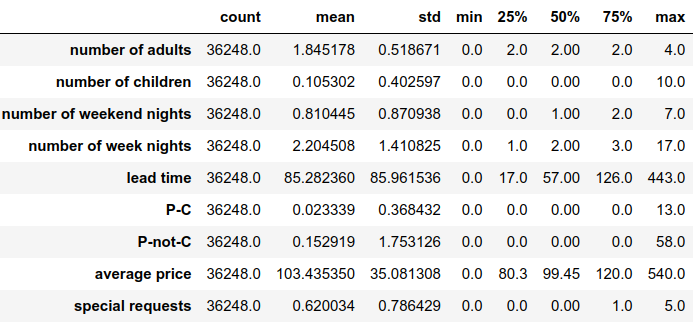 count mean std min 25% 50% 75% max
number of adults 36248.0 1.845178 0.518671 0.0 2.0 2.00 2.0 4.0
number of children 36248.0 0.105302 0.402597 0.0 0.0 0.00 0.0 10.0
number of weekend nights 36248.0 0.810445 0.870938 0.0 0.0 1.00 2.0 7.0
number of week nights 36248.0 2.204508 1.410825 0.0 1.0 2.00 3.0 17.0
lead time 36248.0 85.282360 85.961536 0.0 17.0 57.00 126.0 443.0
P-C 36248.0 0.023339 0.368432 0.0 0.0 0.00 0.0 13.0
P-not-C 36248.0 0.152919 1.753126 0.0 0.0 0.00 0.0 58.0
average price 36248.0 103.435350 35.081308 0.0 80.3 99.45 120.0 540.0
special requests 36248.0 0.620034 0.786429 0.0 0.0 0.00 1.0 5.0